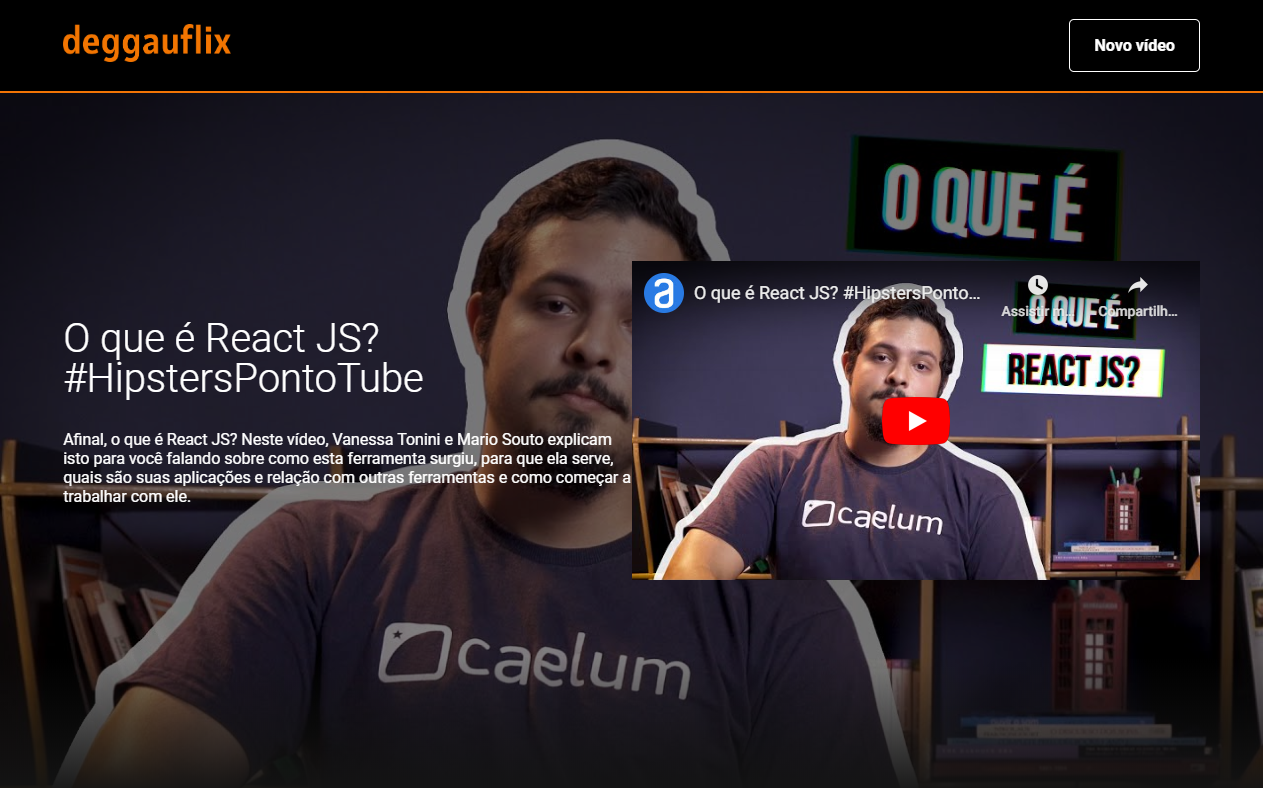 deggauflix
Novo vídeo
O QUE É
O que é React JS? #HipstersPonto...
Assistir m...
Compartilh...
O QUE É
REACT JS?
O que é React JS?
#HipstersPontoTube
Afinal, o que é React JS? Neste vídeo, Vanessa Tonini e Mario Souto explicam
isto para você falando sobre como esta ferramenta surgiu, para que ela serve,
quais são suas aplicações e relação com outras ferramentas e como começar a
trabalhar com ele.
caelum
caelum